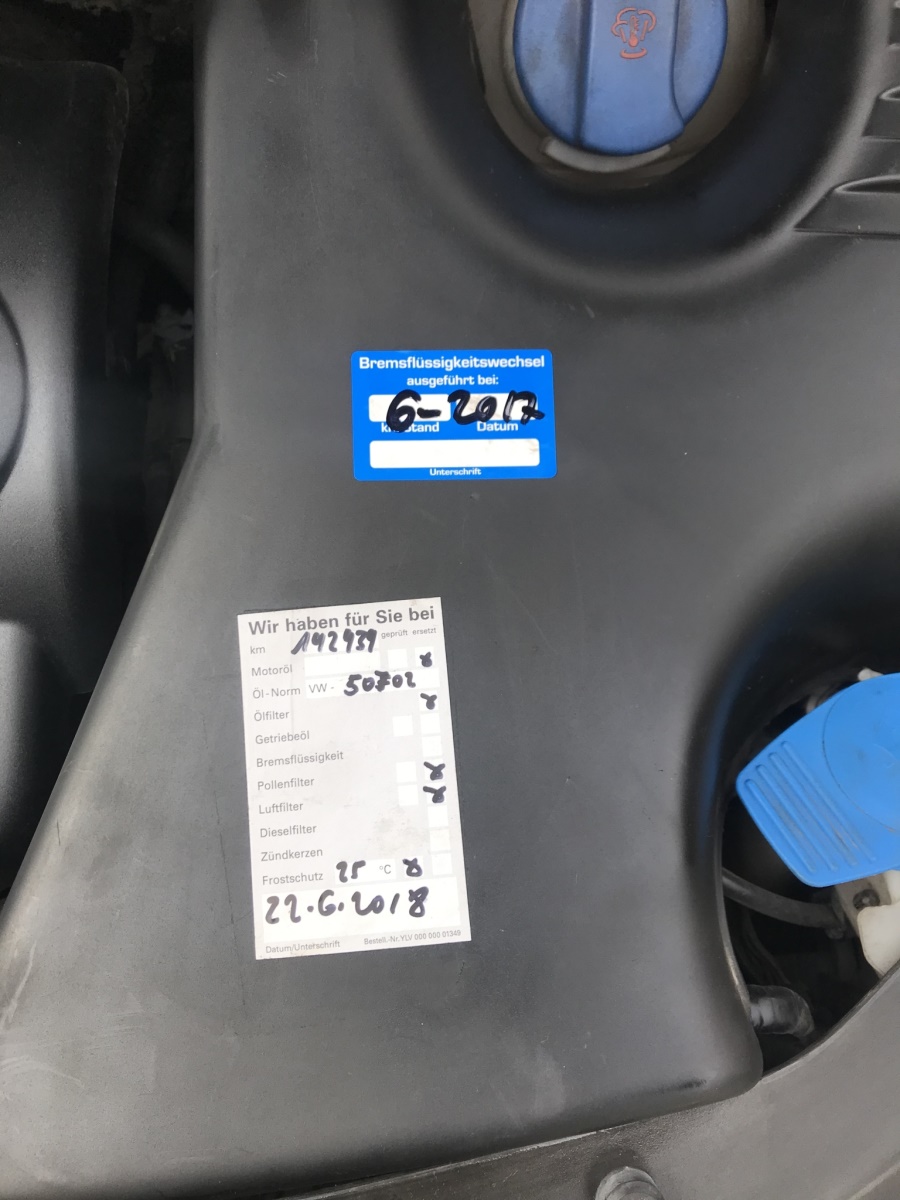 Bremsflüssigkeitswechsel
ausgeführt bei:
6-2017
km-Stand Datum
Unterschrift
Wir haben für Sie bei
km 142939 geprüft ersetzt
Motoröl
Öl-Norm VW- 50702
Ölfilter
Getriebeöl
Bremsflüssigkeit
Pollenfilter
Luftfilter
Dieselfilter
Zündkerzen
Frostschutz 25 °C
22.6.2018
Datum/Unterschrift Bestell.-Nr. YLV 000 000 01349